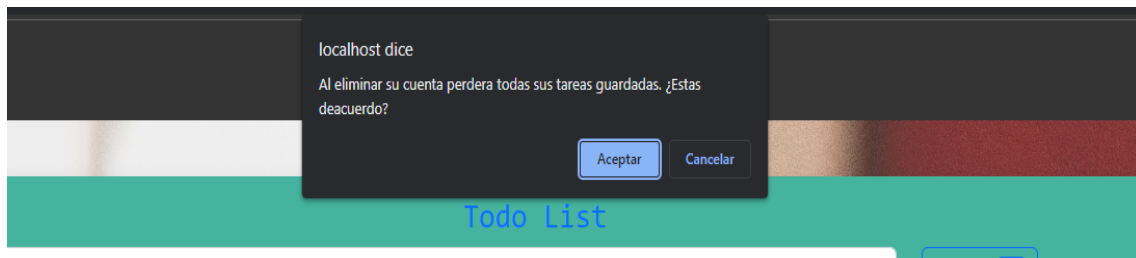 localhost dice
Al eliminar su cuenta perdera todas sus tareas guardadas. ¿Estas
deacuerdo?
Aceptar Cancelar
Todo List